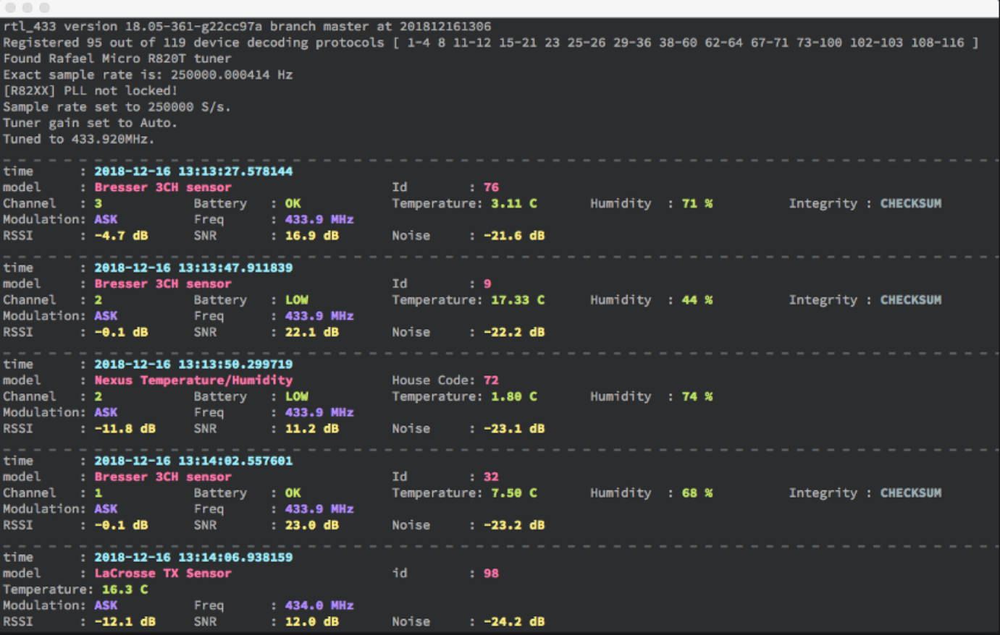 rtl_433 version 18.05-361-g22cc97a branch master at 201812161306
Registered 95 out of 119 device decoding protocols [ 1-4 8 11-12 15-21 23 25-26 29-36 38-60 62-64 67-71 73-100 102-103 108-116 ]
Found Rafael Micro R820T tuner
Exact sample rate is: 250000.000414 Hz
[R82XX] PLL not locked!
Sample rate set to 250000 S/s.
Tuner gain set to Auto.
Tuned to 433.920MHz.
time : 2018-12-16 13:13:27.578144
model : Bresser 3CH sensor Id : 76
Channel : 3 Battery : OK Temperature: 3.11 C Humidity : 71 % Integrity : CHECKSUM
Modulation: ASK Freq : 433.9 MHz
RSSI : -4.7 dB SNR : 16.9 dB Noise : -21.6 dB
time : 2018-12-16 13:13:47.911839
model : Bresser 3CH sensor Id : 9
Channel : 2 Battery : LOW Temperature: 17.33 C Humidity : 44 % Integrity : CHECKSUM
Modulation: ASK Freq : 433.9 MHz
RSSI : -0.1 dB SNR : 22.1 dB Noise : -22.2 dB
time : 2018-12-16 13:13:50.299719
model : Nexus Temperature/Humidity House Code: 72
Channel : 2 Battery : LOW Temperature: 1.80 C Humidity : 74 %
Modulation: ASK Freq : 433.9 MHz
RSSI : -11.8 dB SNR : 11.2 dB Noise : -23.1 dB
time : 2018-12-16 13:14:02.557601
model : Bresser 3CH sensor Id : 32
Channel : 1 Battery : OK Temperature: 7.50 C Humidity : 68 % Integrity : CHECKSUM
Modulation: ASK Freq : 433.9 MHz
RSSI : -0.1 dB SNR : 23.0 dB Noise : -23.2 dB
time : 2018-12-16 13:14:06.938159
model : LaCrosse TX Sensor id : 98
Temperature: 16.3 C
Modulation: ASK Freq : 434.0 MHz
RSSI : -12.1 dB SNR : 12.0 dB Noise : -24.2 dB